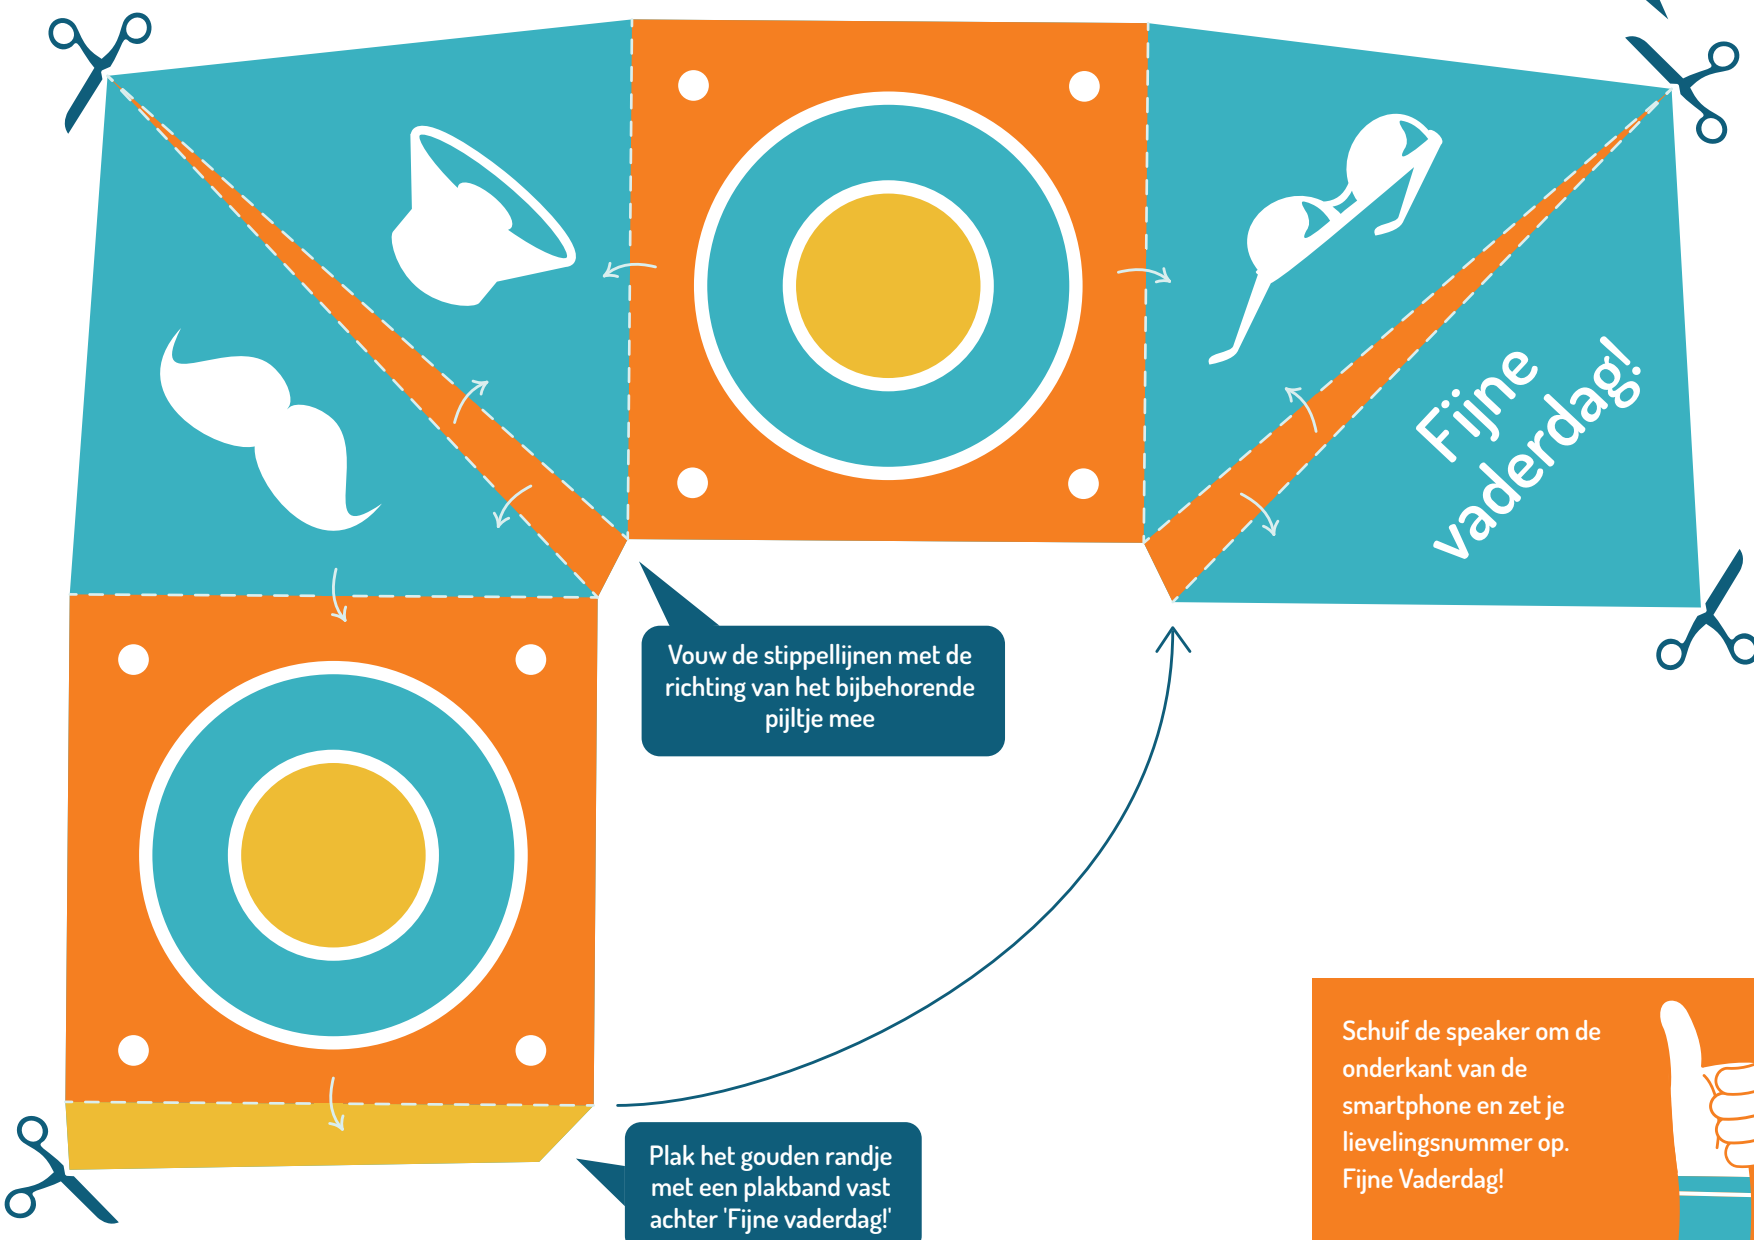 Fijne
vaderdag!
Vouw de stippellijnen met de
richting van het bijbehorende
pijltje mee
Schuif de speaker om de
onderkant van de
smartphone en zet je
lievelingsnummer op.
Fijne Vaderdag!
Plak het gouden randje
met een plakband vast
achter 'Fijne vaderdag!'